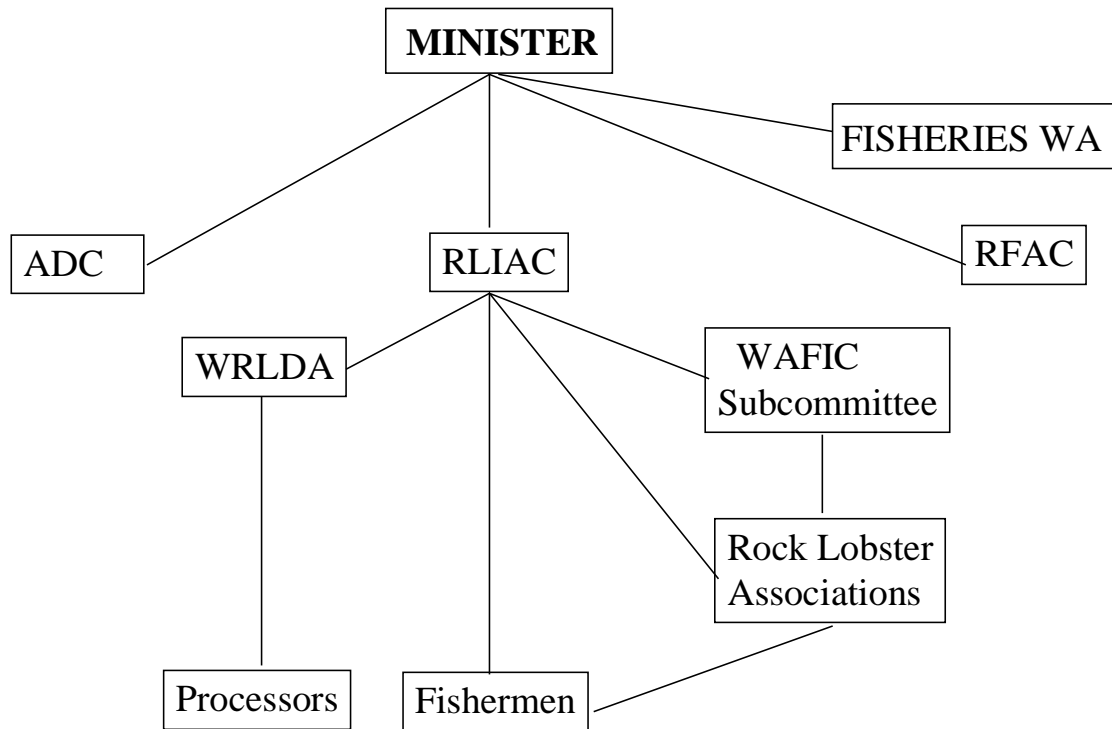 MINISTER
FISHERIES WA
ADC
RLIAC
RFAC
WRLDA
WAFIC
Subcommittee
Rock Lobster
Associations
Processors
Fishermen